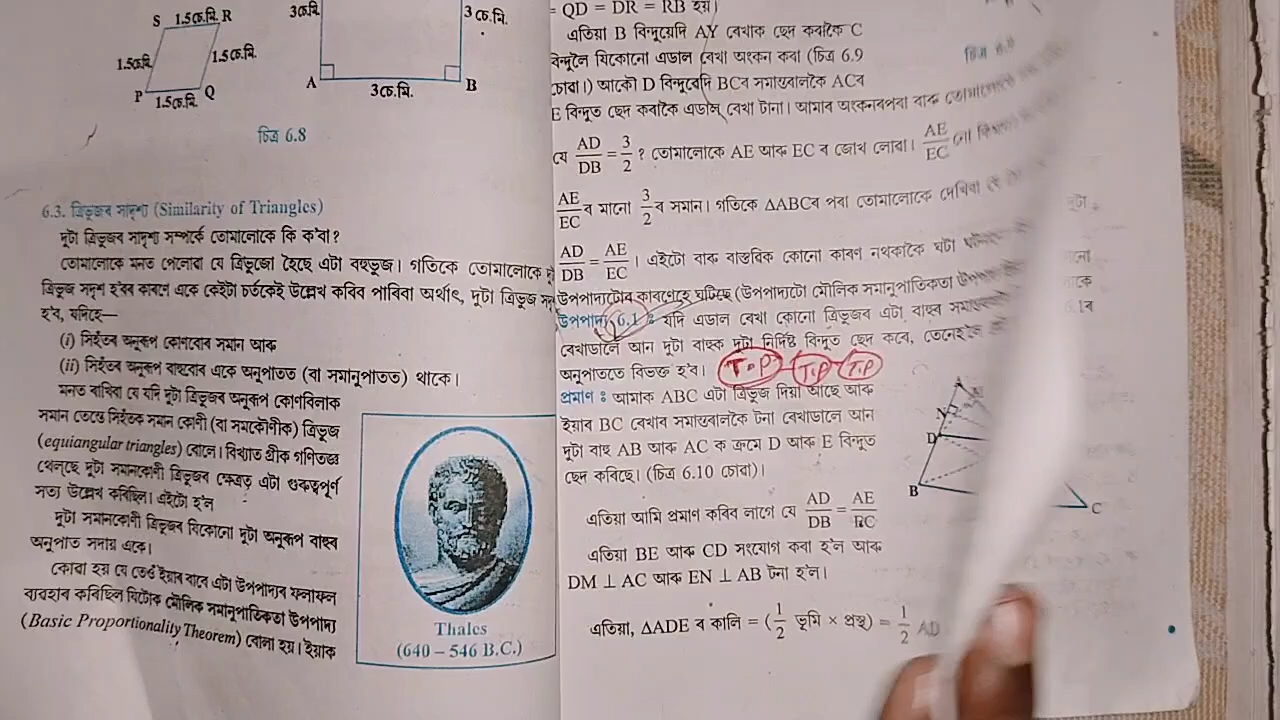 S 1.5চে.মি. R
1.5চে.মি.
1.5চে.মি.
P 1.5চে.মি. Q
3চে.মি.
3 চে.মি.
A 3চে.মি. B
চিত্ৰ 6.8
6.3. ত্ৰিভুজৰ সাদৃশ্য (Similarity of Triangles)
দুটা ত্ৰিভুজৰ সাদৃশ্য সম্পৰ্কে তোমালোকে কি ক'বা?
তোমালোকে মনত পেলোৱা যে ত্ৰিভুজো হৈছে এটা বহুভুজ। গতিকে তোমালোকে
ত্ৰিভুজ সদৃশ হ'বৰ কাৰণে একে কেইটা চৰ্তকেই উল্লেখ কৰিব পাৰিবা অৰ্থাৎ, দুটা ত্ৰিভুজ
হ'ব, যদিহে—
(i) সিহঁতৰ অনুৰূপ কোণবোৰ সমান আৰু
(ii) সিহঁতৰ অনুৰূপ বাহুবোৰ একে অনুপাতত (বা সমানুপাতত) থাকে।
মনত ৰাখিবা যে যদি দুটা ত্ৰিভুজৰ অনুৰূপ কোণবিলাক
সমান তেন্তে সিহঁতক সমান কোণী (বা সমকৌণীক) ত্ৰিভুজ
(equiangular triangles) বোলে। বিখ্যাত গ্ৰীক গণিতজ্ঞ
থেল্‌ছে দুটা সমানকোণী ত্ৰিভুজৰ ক্ষেত্ৰত এটা গুৰুত্বপূৰ্ণ
সত্য উল্লেখ কৰিছিল। এইটো হ'ল
দুটা সমানকোণী ত্ৰিভুজৰ যিকোনো দুটা অনুৰূপ বাহুৰ
অনুপাত সদায় একে।
কোৱা হয় যে তেওঁ ইয়াৰ বাবে এটা উপপাদ্যৰ ফলাফল
ব্যৱহাৰ কৰিছিল যিটোক মৌলিক সমানুপাতিকতা উপপাদ্য
(Basic Proportionality Theorem) বোলা হয়। ইয়াক
Thales
(640 – 546 B.C.)
= QD = DR = RB হয়।
এতিয়া B বিন্দুয়েদি AY ৰেখাক ছেদ কৰাকৈ C
বিন্দুলৈ যিকোনো এডাল ৰেখা অংকন কৰা (চিত্ৰ 6.9
চোৱা।) আকৌ D বিন্দুৰেদি BCৰ সমান্তৰালকৈ ACৰ
E বিন্দুত ছেদ কৰাকৈ এডাল ৰেখা টানা। আমাৰ অংকনৰপৰা বাৰু
যে AD/DB = 3/2 ? তোমালোকে AE আৰু EC ৰ জোখ লোৱা। AE/EC
AE/EC ৰ মানো 3/2 ৰ সমান। গতিকে ΔABCৰ পৰা তোমালোকে দেখিবা যে
AD/DB = AE/EC । এইটো বাৰু বাস্তৱিক কোনো কাৰণ নথকাকৈ ঘটা
উপপাদ্যটোৰ কাৰণেহে ঘটিছে (উপপাদ্যটো মৌলিক সমানুপাতিকতা
উপপাদ্য 6.1 : যদি এডাল ৰেখা কোনো ত্ৰিভুজৰ এটা বাহুৰ
ৰেখাডালে আন দুটা বাহুক দুটা নিৰ্দিষ্ট বিন্দুত ছেদ কৰে,
অনুপাততে বিভক্ত হ'ব।
প্ৰমাণ : আমাক ABC এটা ত্ৰিভুজ দিয়া আছে আৰু
ইয়াৰ BC ৰেখাৰ সমান্তৰালকৈ টনা ৰেখাডালে আন
দুটা বাহু AB আৰু AC ক ক্ৰমে D আৰু E বিন্দুত
ছেদ কৰিছে। (চিত্ৰ 6.10 চোৱা)।
A
N
D
B
C
এতিয়া আমি প্ৰমাণ কৰিব লাগে যে AD/DB = AE/EC
এতিয়া BE আৰু CD সংযোগ কৰা হ'ল আৰু
DM ⊥ AC আৰু EN ⊥ AB টনা হ'ল।
এতিয়া, ΔADE ৰ কালি = (1/2 ভূমি × প্ৰস্থ) = 1/2 AD